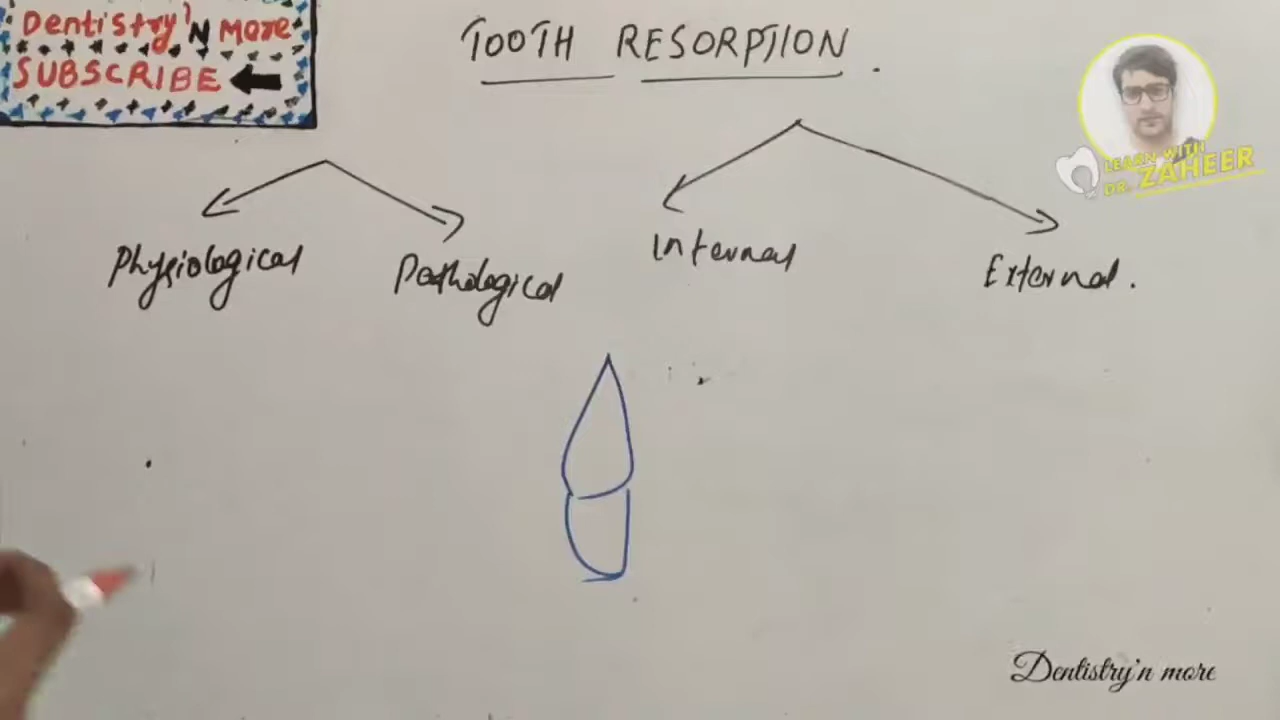 Dentistry'N More
SUBSCRIBE
TOOTH RESORPTION.
LEARN WITH
DR. ZAHEER
Physiological
Pathological
Internal
External.
Dentistry'n more